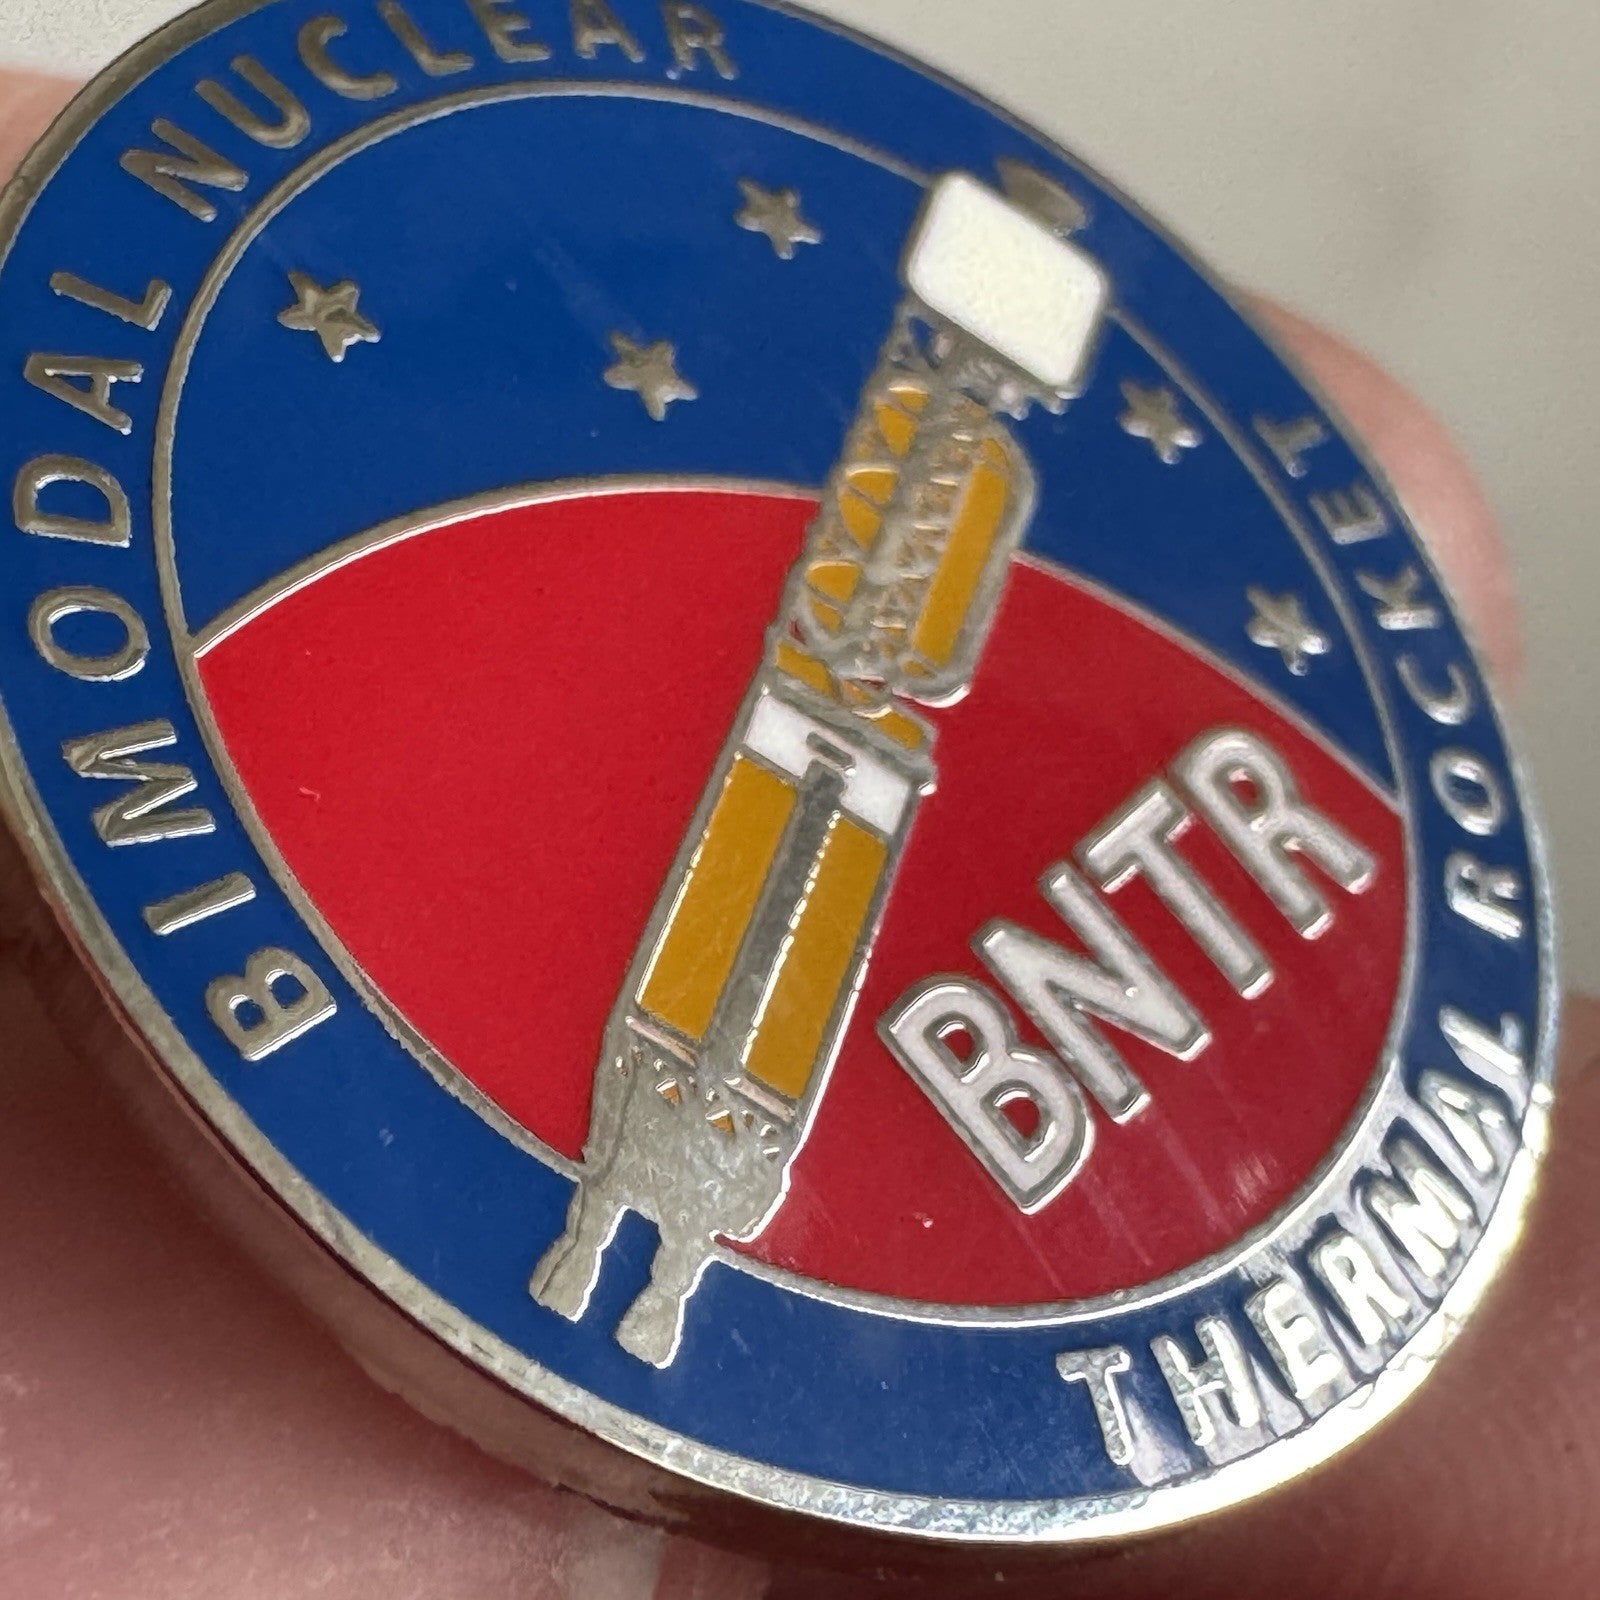 BIMODAL NUCLEAR
THERMAL ROCKET
BNTR